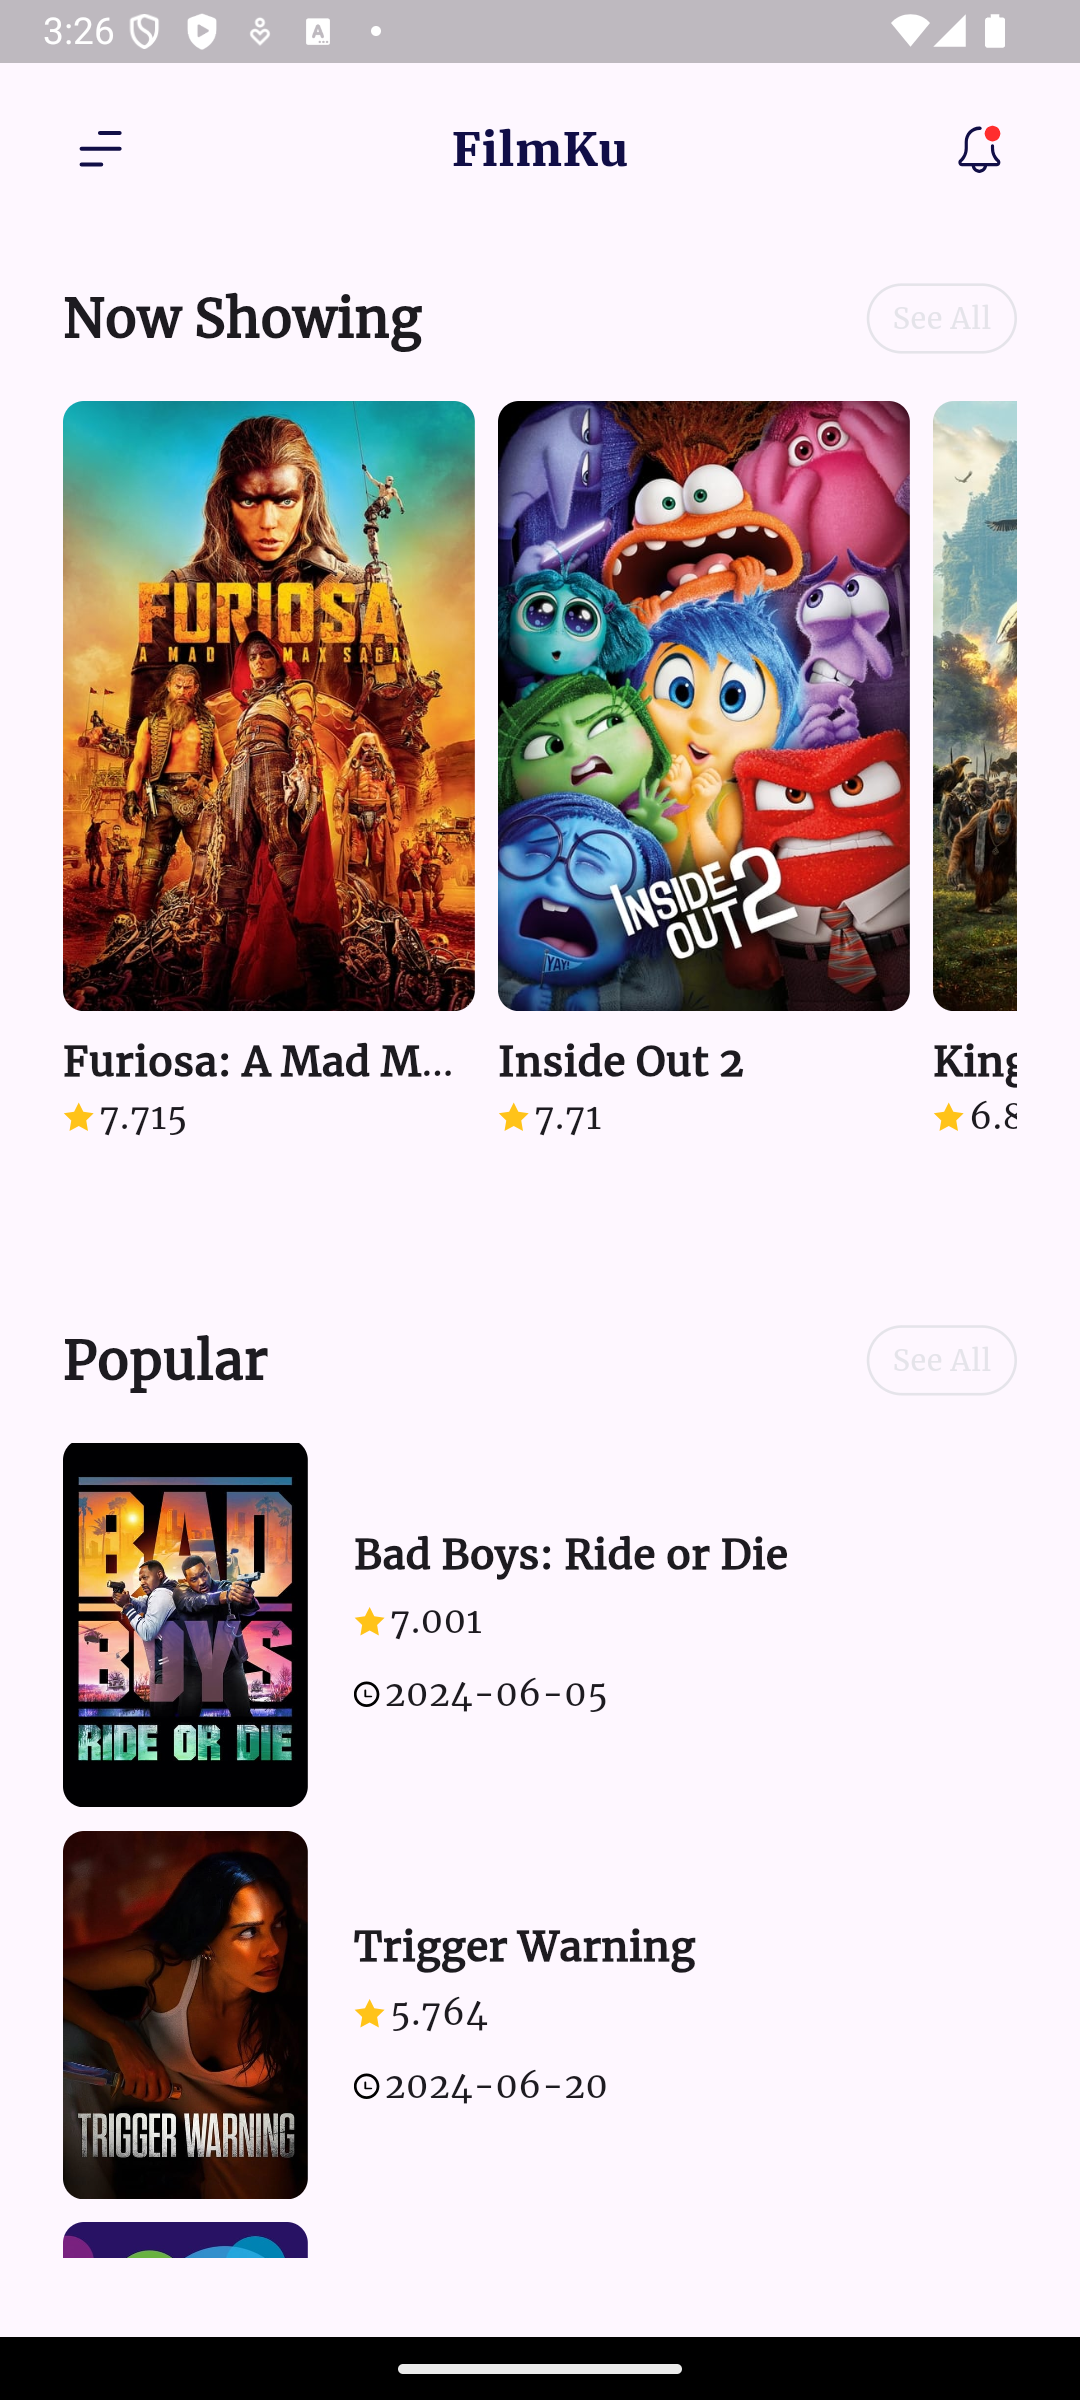 3:26
FilmKu
Now Showing
See All
FURIOSA
A MAD MAX SAGA
YAY!
INSIDE
OUT 2
Furiosa: A Mad M...
Inside Out 2
King
7.715
7.71
6.8
Popular
See All
BAD
BOYS
RIDE OR DIE
Bad Boys: Ride or Die
7.001
2024-06-05
TRIGGER WARNING
Trigger Warning
5.764
2024-06-20